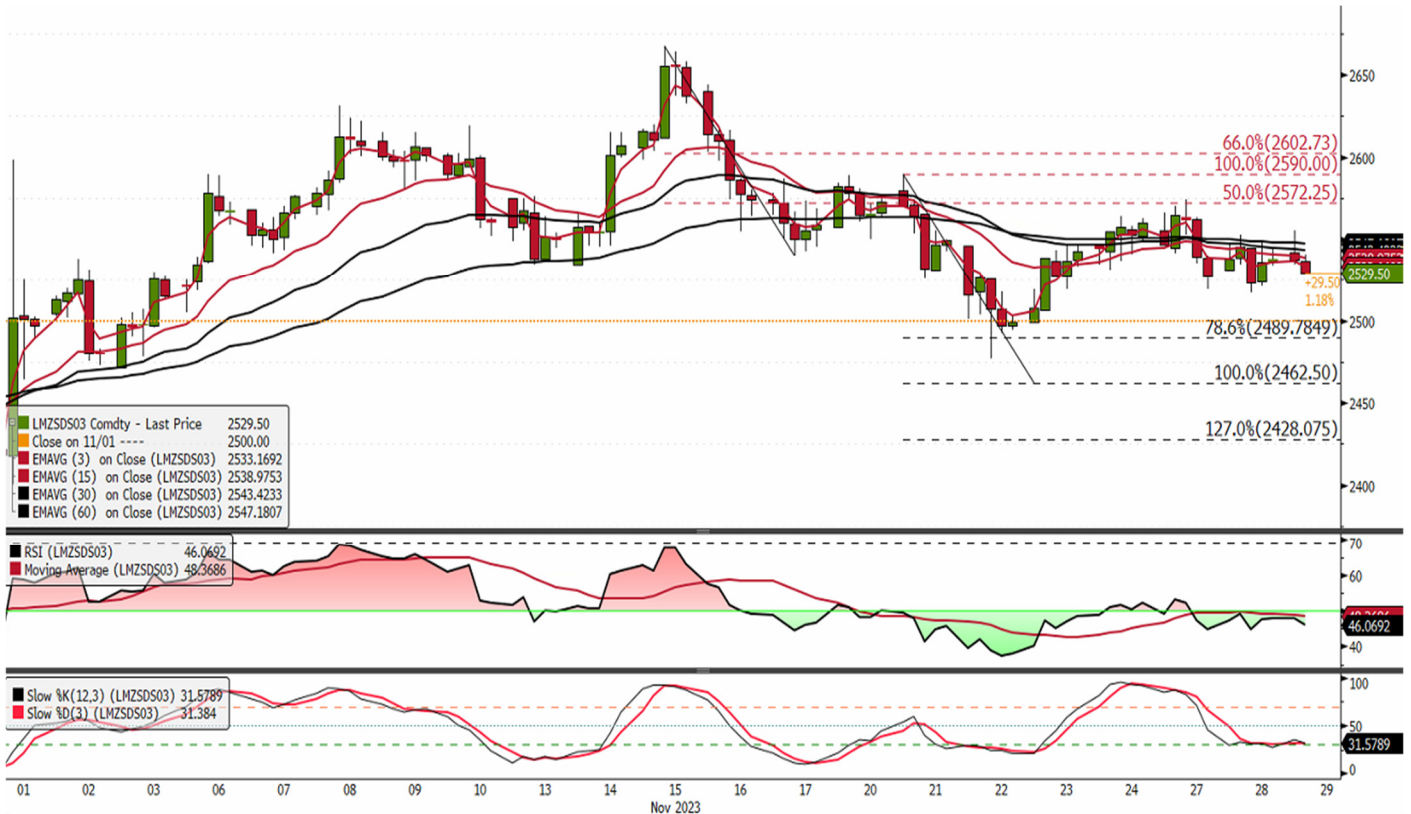 2650
66.0%(2602.73)
2600
100.0%(2590.00)
50.0%(2572.25)
2529.50
+29.50
1.18%
2500
78.6%(2489.7849)
100.0%(2462.50)
2450
127.0%(2428.075)
2400
LMZSDS03 Comdty - Last Price 2529.50
Close on 11/01 ---- 2500.00
EMAVG (3) on Close (LMZSDS03) 2533.1692
EMAVG (15) on Close (LMZSDS03) 2538.9753
EMAVG (30) on Close (LMZSDS03) 2543.4233
EMAVG (60) on Close (LMZSDS03) 2547.1807
RSI (LMZSDS03) 46.0692
Moving Average (LMZSDS03) 48.3686
70
60
46.0692
40
Slow %K(12,3) (LMZSDS03) 31.5789
Slow %D(3) (LMZSDS03) 31.384
100
50
31.5789
0
01 02 03 06 07 08 09 10 15 13 14 15 16 17 20 21 22 23 24 27 28 29
Nov 2023